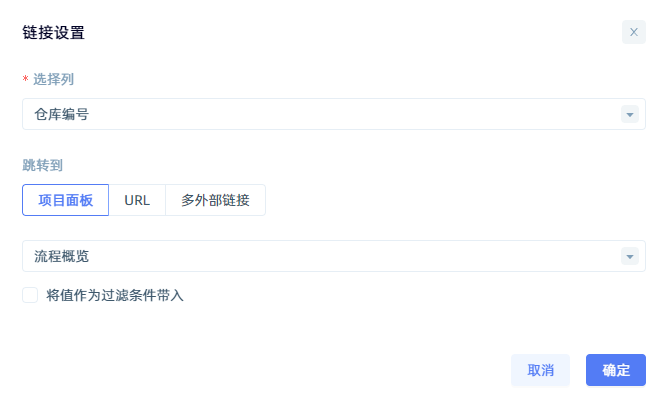 链接设置
X
* 选择列
仓库编号
跳转到
项目面板 URL 多外部链接
流程概览
将值作为过滤条件带入
取消 确定